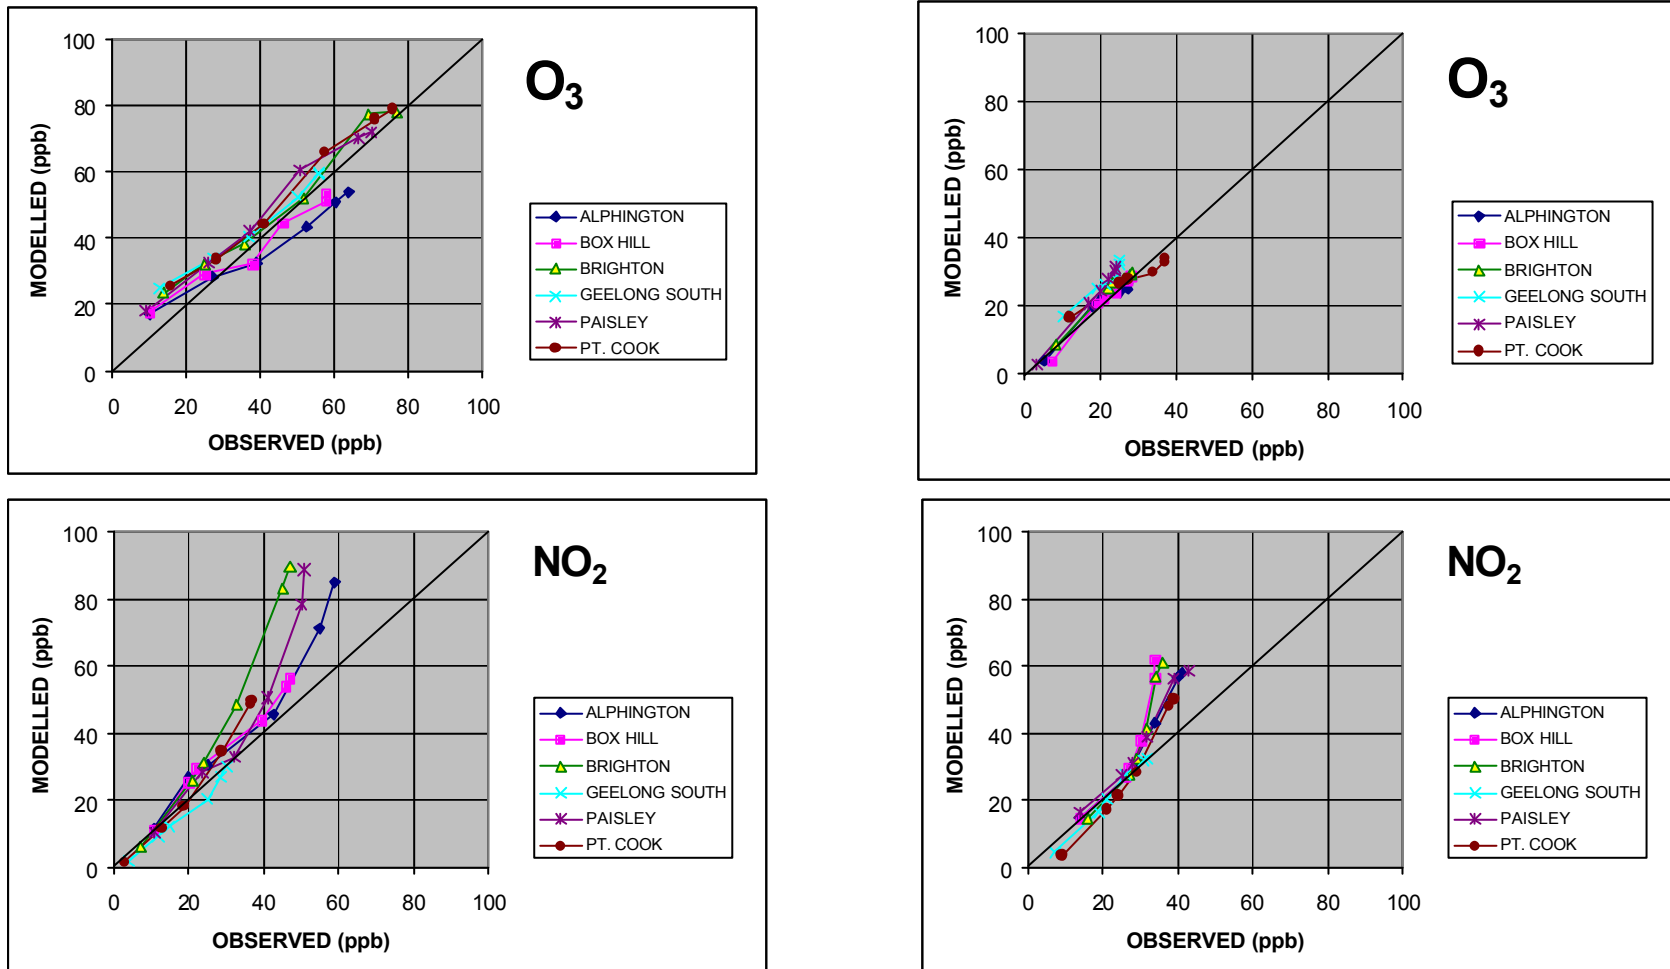 O3
MODELLED (ppb)
100
80
60
40
20
0
0 20 40 60 80 100
OBSERVED (ppb)
ALPHINGTON
BOX HILL
BRIGHTON
GEELONG SOUTH
PAISLEY
PT. COOK
O3
MODELLED (ppb)
100
80
60
40
20
0
0 20 40 60 80 100
OBSERVED (ppb)
ALPHINGTON
BOX HILL
BRIGHTON
GEELONG SOUTH
PAISLEY
PT. COOK
NO2
MODELLED (ppb)
100
80
60
40
20
0
0 20 40 60 80 100
OBSERVED (ppb)
ALPHINGTON
BOX HILL
BRIGHTON
GEELONG SOUTH
PAISLEY
PT. COOK
NO2
MODELLED (ppb)
100
80
60
40
20
0
0 20 40 60 80 100
OBSERVED (ppb)
ALPHINGTON
BOX HILL
BRIGHTON
GEELONG SOUTH
PAISLEY
PT. COOK